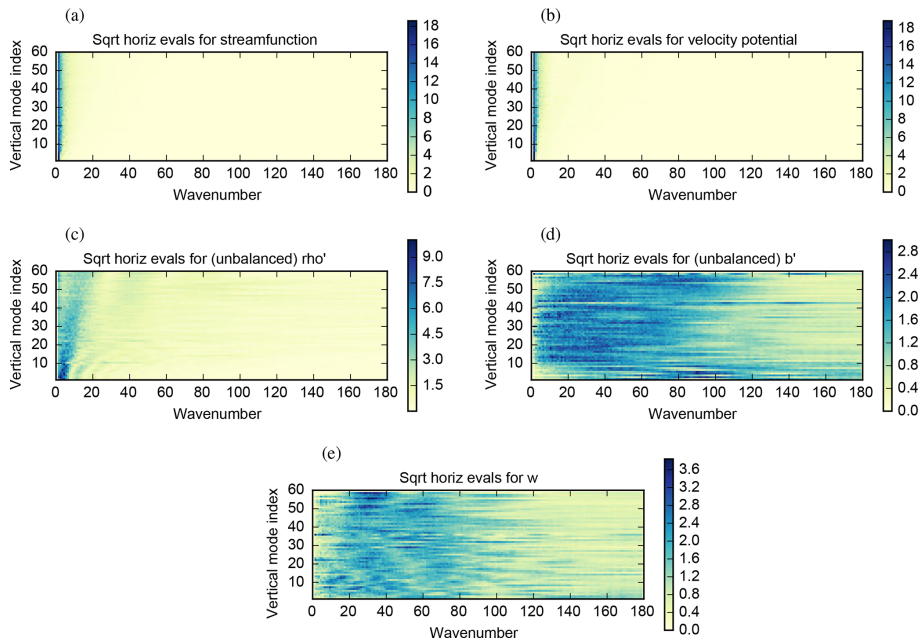 (a)
Sqrt horiz evals for streamfunction
Vertical mode index
60
50
40
30
20
10
0 20 40 60 80 100 120 140 160 180
Wavenumber
18
16
14
12
10
8
6
4
2
0
(b)
Sqrt horiz evals for velocity potential
Vertical mode index
60
50
40
30
20
10
0 20 40 60 80 100 120 140 160 180
Wavenumber
18
16
14
12
10
8
6
4
2
0
(c)
Sqrt horiz evals for (unbalanced) rho'
Vertical mode index
60
50
40
30
20
10
0 20 40 60 80 100 120 140 160 180
Wavenumber
9.0
7.5
6.0
4.5
3.0
1.5
(d)
Sqrt horiz evals for (unbalanced) b'
Vertical mode index
60
50
40
30
20
10
0 20 40 60 80 100 120 140 160 180
Wavenumber
2.8
2.4
2.0
1.6
1.2
0.8
0.4
0.0
(e)
Sqrt horiz evals for w
Vertical mode index
60
50
40
30
20
10
0 20 40 60 80 100 120 140 160 180
Wavenumber
3.6
3.0
2.4
1.8
1.2
0.6
0.0